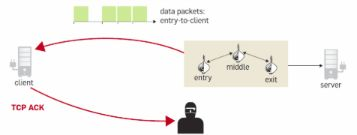 data packets:
entry-to-client
client
entry
middle
exit
server
TCP ACK